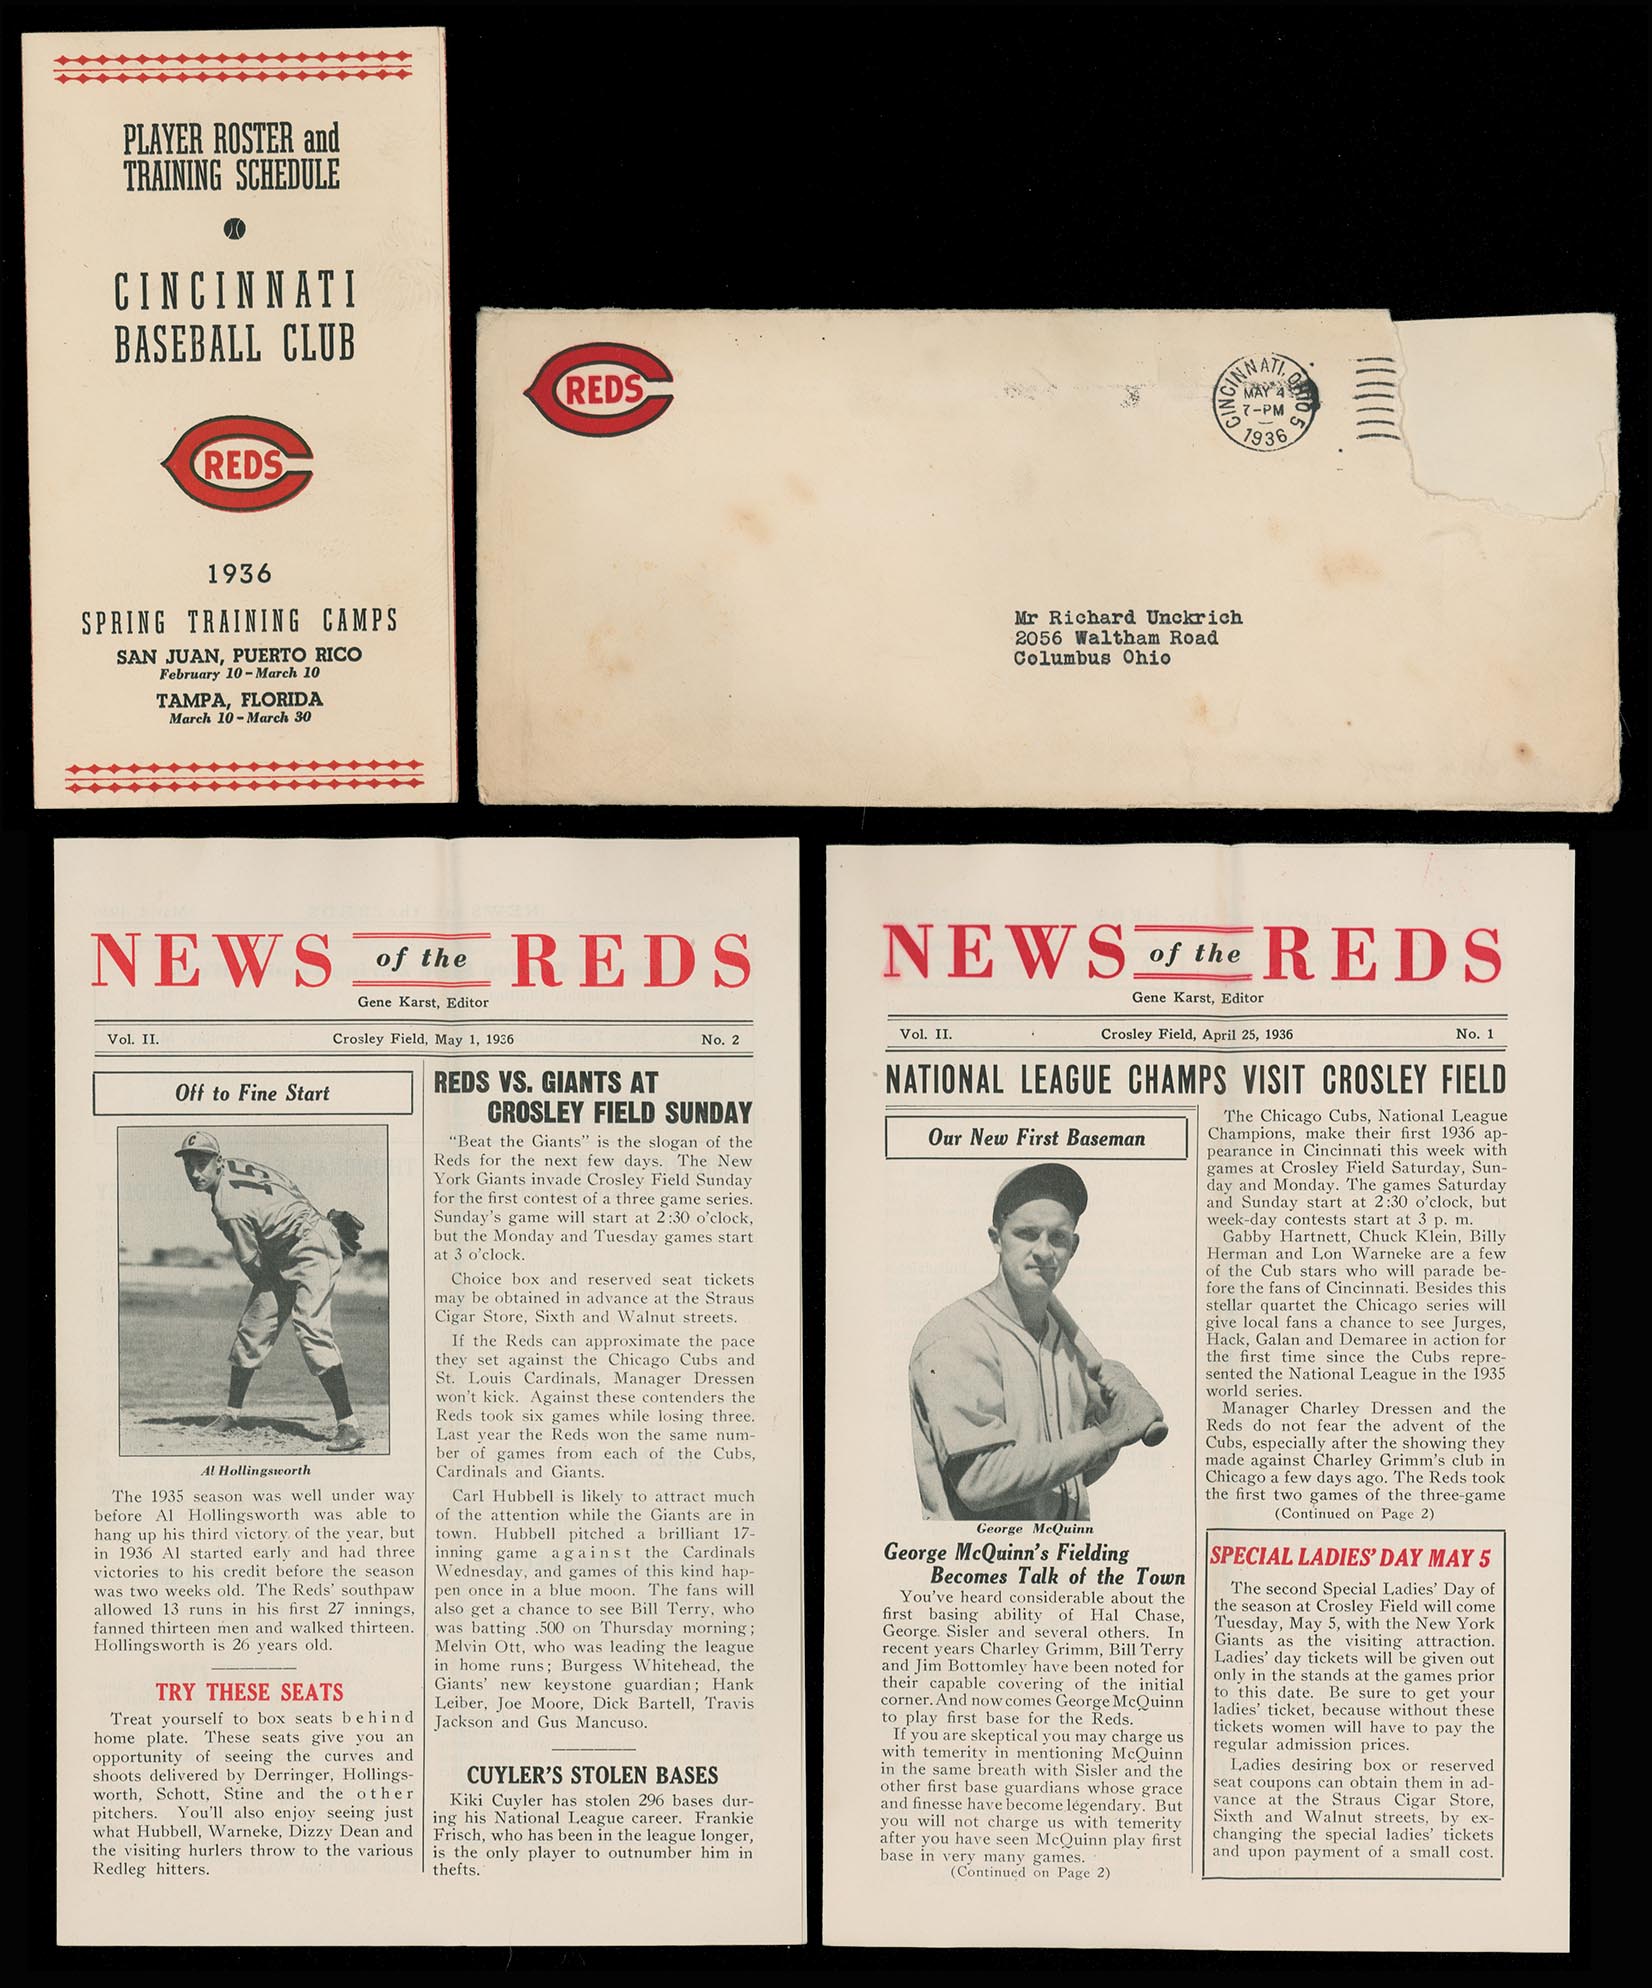 PLAYER ROSTER and
TRAINING SCHEDULE
CINCINNATI
BASEBALL CLUB
REDS
1936
SPRING TRAINING CAMPS
SAN JUAN, PUERTO RICO
February 10 - March 10
TAMPA, FLORIDA
March 10 - March 30
REDS
CINCINNATI, OHIO 5
MAY 4
7-PM
1936
Mr Richard Unckrich
2056 Waltham Road
Columbus Ohio
NEWS of the REDS
Gene Karst, Editor
Vol. II. Crosley Field, May 1, 1936 No. 2
Off to Fine Start
C
15
Al Hollingsworth
The 1935 season was well under way
before Al Hollingsworth was able to
hang up his third victory of the year, but
in 1936 Al started early and had three
victories to his credit before the season
was two weeks old. The Reds' southpaw
allowed 13 runs in his first 27 innings,
fanned thirteen men and walked thirteen.
Hollingsworth is 26 years old.
TRY THESE SEATS
Treat yourself to box seats behind
home plate. These seats give you an
opportunity of seeing the curves and
shoots delivered by Derringer, Hollings-
worth, Schott, Stine and the other
pitchers. You'll also enjoy seeing just
what Hubbell, Warneke, Dizzy Dean and
the visiting hurlers throw to the various
Redleg hitters.
REDS VS. GIANTS AT
CROSLEY FIELD SUNDAY
"Beat the Giants" is the slogan of the
Reds for the next few days. The New
York Giants invade Crosley Field Sunday
for the first contest of a three game series.
Sunday's game will start at 2:30 o'clock,
but the Monday and Tuesday games start
at 3 o'clock.
Choice box and reserved seat tickets
may be obtained in advance at the Straus
Cigar Store, Sixth and Walnut streets.
If the Reds can approximate the pace
they set against the Chicago Cubs and
St. Louis Cardinals, Manager Dressen
won't kick. Against these contenders the
Reds took six games while losing three.
Last year the Reds won the same num-
ber of games from each of the Cubs,
Cardinals and Giants.
Carl Hubbell is likely to attract much
of the attention while the Giants are in
town. Hubbell pitched a brilliant 17-
inning game against the Cardinals
Wednesday, and games of this kind hap-
pen once in a blue moon. The fans will
also get a chance to see Bill Terry, who
was batting .500 on Thursday morning;
Melvin Ott, who was leading the league
in home runs; Burgess Whitehead, the
Giants' new keystone guardian; Hank
Leiber, Joe Moore, Dick Bartell, Travis
Jackson and Gus Mancuso.
CUYLER'S STOLEN BASES
Kiki Cuyler has stolen 296 bases dur-
ing his National League career. Frankie
Frisch, who has been in the league longer,
is the only player to outnumber him in
thefts.
NEWS of the REDS
Gene Karst, Editor
Vol. II. Crosley Field, April 25, 1936 No. 1
NATIONAL LEAGUE CHAMPS VISIT CROSLEY FIELD
Our New First Baseman
George McQuinn
George McQuinn's Fielding
Becomes Talk of the Town
You've heard considerable about the
first basing ability of Hal Chase,
George Sisler and several others. In
recent years Charley Grimm, Bill Terry
and Jim Bottomley have been noted for
their capable covering of the initial
corner. And now comes George McQuinn
to play first base for the Reds.
If you are skeptical you may charge us
with temerity in mentioning McQuinn
in the same breath with Sisler and the
other first base guardians whose grace
and finesse have become legendary. But
you will not charge us with temerity
after you have seen McQuinn play first
base in very many games.
(Continued on Page 2)
The Chicago Cubs, National League
Champions, make their first 1936 ap-
pearance in Cincinnati this week with
games at Crosley Field Saturday, Sun-
day and Monday. The games Saturday
and Sunday start at 2:30 o'clock, but
week-day contests start at 3 p. m.
Gabby Hartnett, Chuck Klein, Billy
Herman and Lon Warneke are a few
of the Cub stars who will parade be-
fore the fans of Cincinnati. Besides this
stellar quartet the Chicago series will
give local fans a chance to see Jurges,
Hack, Galan and Demaree in action for
the first time since the Cubs repre-
sented the National League in the 1935
world series.
Manager Charley Dressen and the
Reds do not fear the advent of the
Cubs, especially after the showing they
made against Charley Grimm's club in
Chicago a few days ago. The Reds took
the first two games of the three-game
(Continued on Page 2)
SPECIAL LADIES' DAY MAY 5
The second Special Ladies' Day of
the season at Crosley Field will come
Tuesday, May 5, with the New York
Giants as the visiting attraction.
Ladies' day tickets will be given out
only in the stands at the games prior
to this date. Be sure to get your
ladies' ticket, because without these
tickets women will have to pay the
regular admission prices.
Ladies desiring box or reserved
seat coupons can obtain them in ad-
vance at the Straus Cigar Store,
Sixth and Walnut streets, by ex-
changing the special ladies' tickets
and upon payment of a small cost.